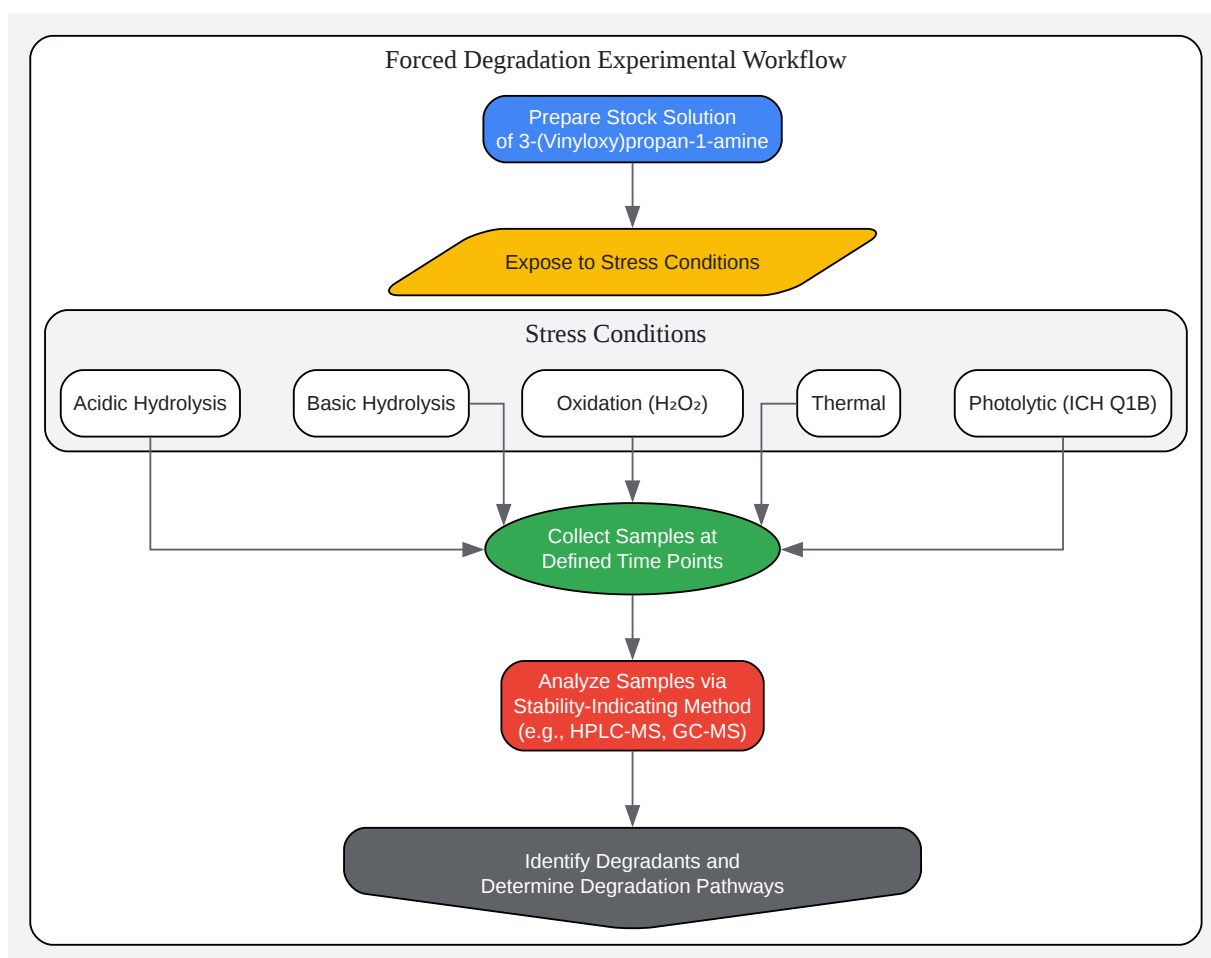 Forced Degradation Experimental Workflow
Prepare Stock Solution
of 3-(Vinyloxy)propan-1-amine
Expose to Stress Conditions
Stress Conditions
Acidic Hydrolysis
Basic Hydrolysis
Oxidation (H₂O₂)
Thermal
Photolytic (ICH Q1B)
Collect Samples at
Defined Time Points
Analyze Samples via
Stability-Indicating Method
(e.g., HPLC-MS, GC-MS)
Identify Degradants and
Determine Degradation Pathways